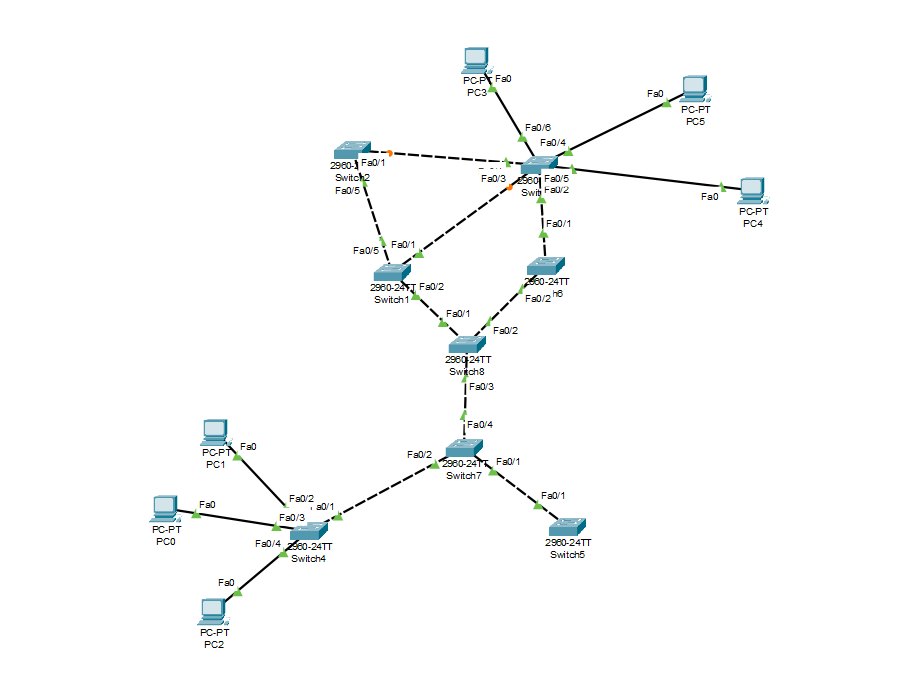 Fa0
PC-PT
PC3
Fa0
PC-PT
PC5
Fa0/6
Fa0/4
Fa0/1
2960-
Switch2
Fa0/5
Fa0/3
Fa0/5
2960-
Fa0/2
Fa0
PC-PT
PC4
Fa0/1
Fa0/5
Fa0/1
2960-24TT
Switch1
Fa0/2
2960-24TT
h6
Fa0/2
Fa0/1
Fa0/2
2960-24TT
Switch8
Fa0/3
Fa0/4
Fa0/2
Fa0/1
2960-24TT
Switch7
Fa0
PC-PT
PC1
Fa0/2
Fa0/1
Fa0
PC-PT
PC0
Fa0/3
Fa0/4
2960-24TT
Switch4
Fa0/1
2960-24TT
Switch5
Fa0
PC-PT
PC2